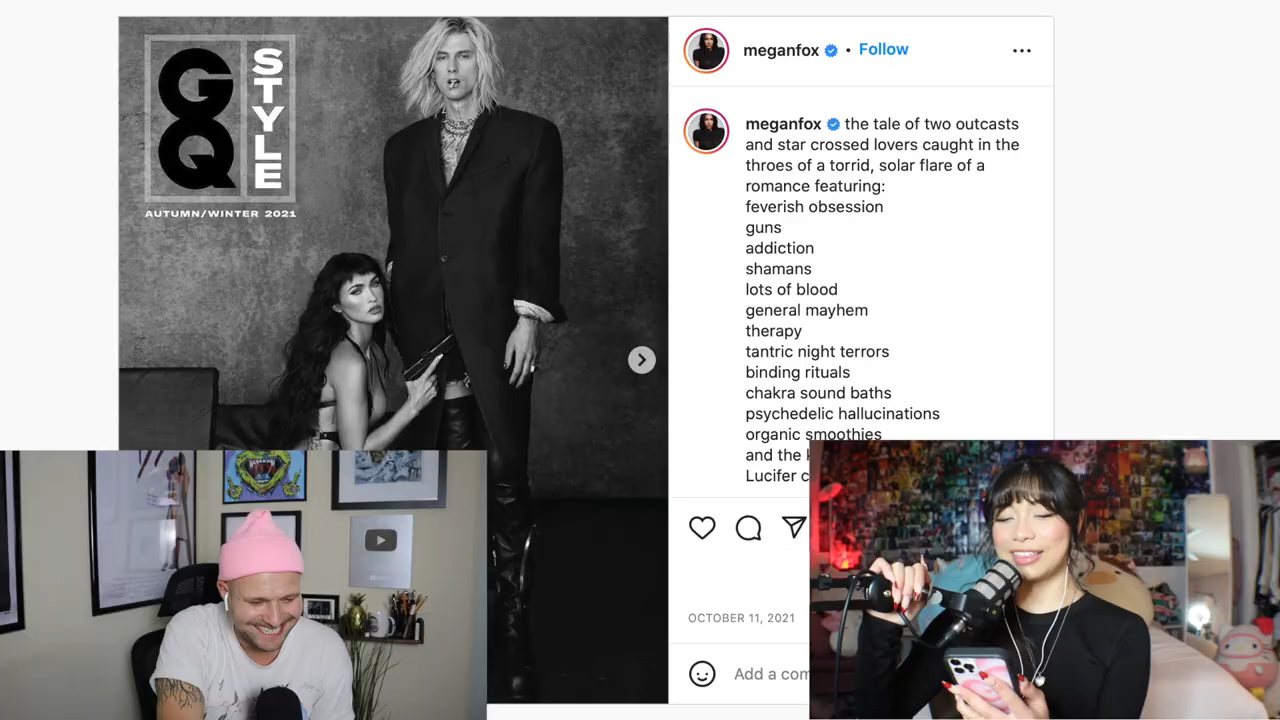 GQ
STYLE
AUTUMN/WINTER 2021
meganfox • Follow
meganfox the tale of two outcasts
and star crossed lovers caught in the
throes of a torrid, solar flare of a
romance featuring:
feverish obsession
guns
addiction
shamans
lots of blood
general mayhem
therapy
tantric night terrors
binding rituals
chakra sound baths
psychedelic hallucinations
organic smoothies
and the
Lucifer
OCTOBER 11, 2021
Add a